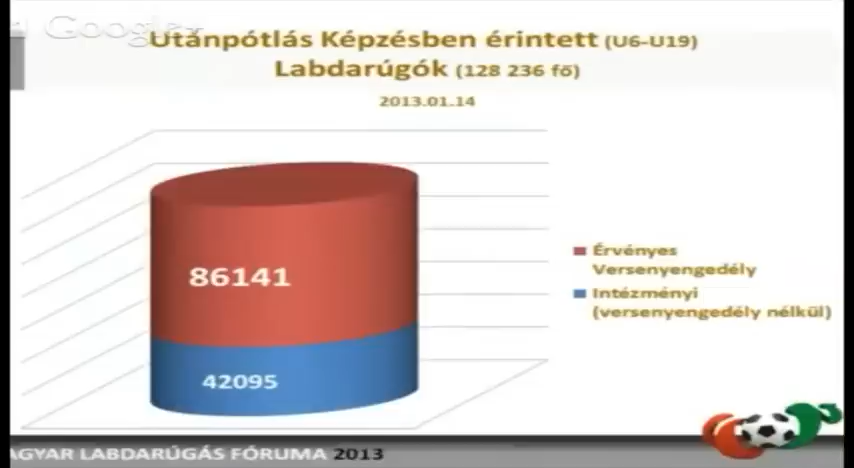 Google+
Utánpótlás Képzésben érintett (U6-U19)
Labdarúgók (128 236 fő)
2013.01.14
86141
42095
Érvényes
Versenyengedély
Intézményi
(versenyengedély nélkül)
AGYAR LABDARÚGÁS FÓRUMA 2013